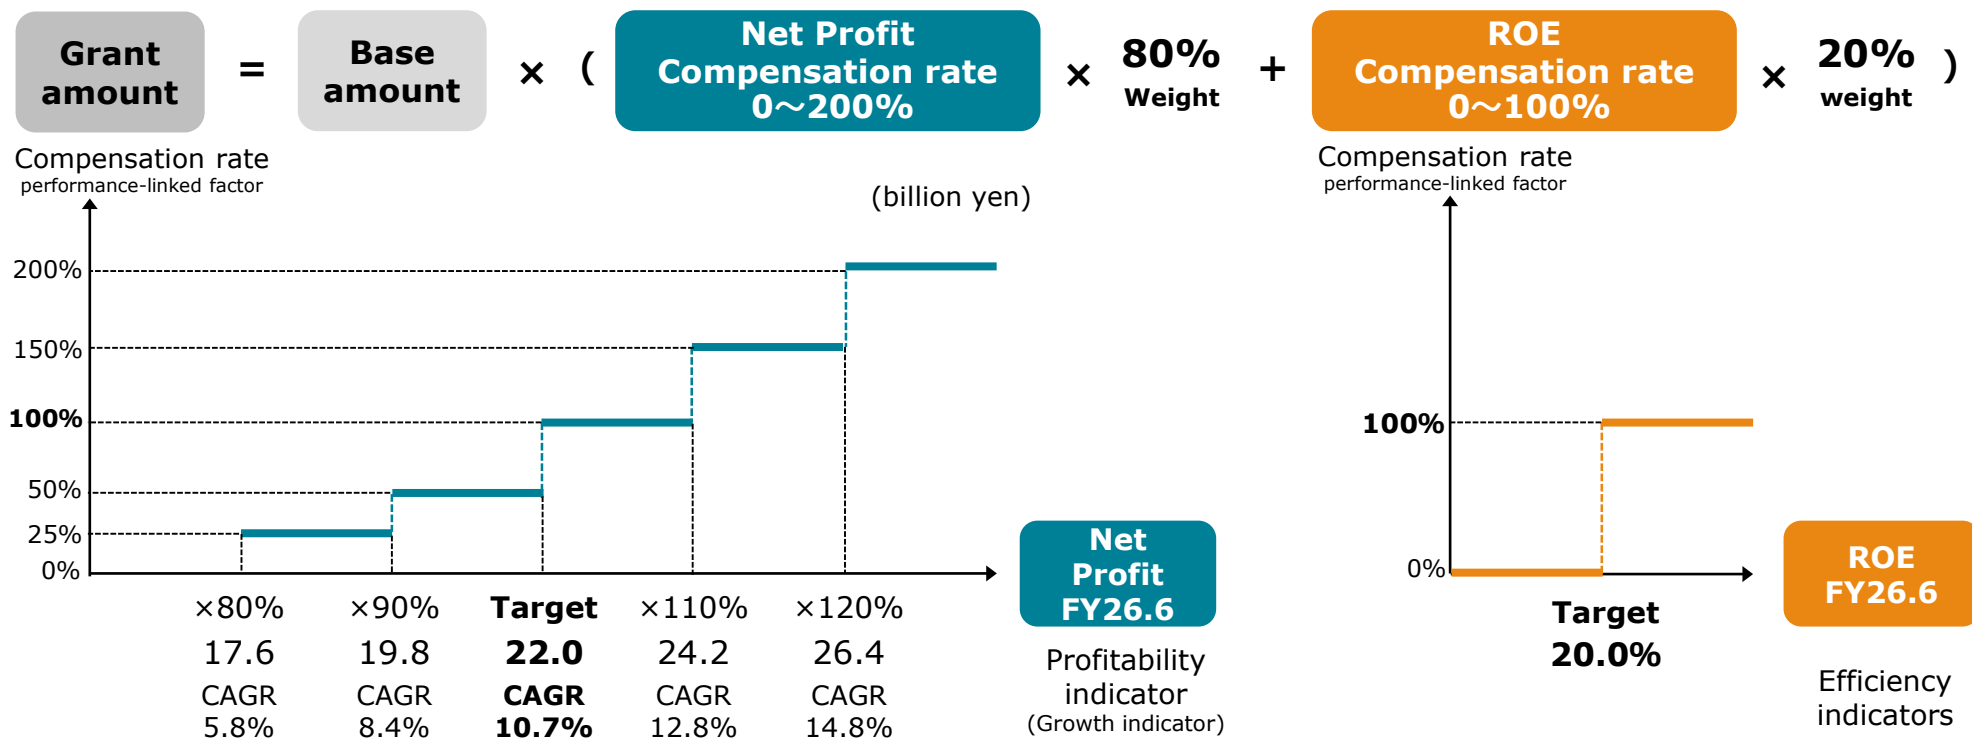 Grant
amount
=
Base
amount
×
(
Net Profit
Compensation rate
0～200%
×
80%
Weight
+
ROE
Compensation rate
0～100%
×
20%
weight
)
Compensation rate
performance-linked factor
(billion yen)
200%
150%
100%
50%
25%
0%
×80%
×90%
Target
×110%
×120%
17.6
19.8
22.0
24.2
26.4
CAGR
5.8%
CAGR
8.4%
CAGR
10.7%
CAGR
12.8%
CAGR
14.8%
Net
Profit
FY26.6
Profitability
indicator
(Growth indicator)
Compensation rate
performance-linked factor
100%
0%
Target
20.0%
ROE
FY26.6
Efficiency
indicators